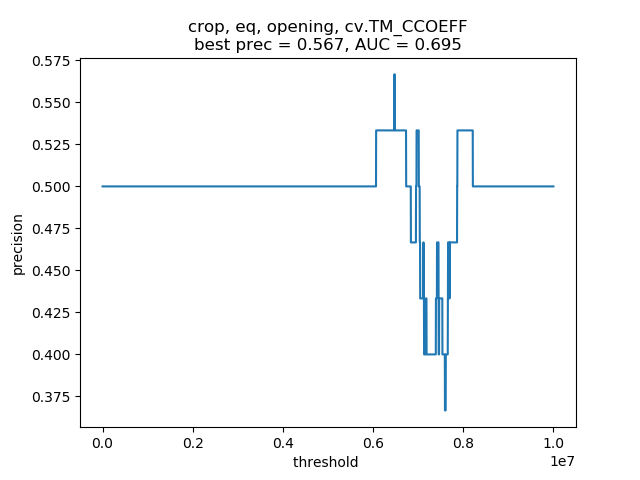 crop, eq, opening, cv.TM_CCOEFF
best prec = 0.567, AUC = 0.695
precision
0.575
0.550
0.525
0.500
0.475
0.450
0.425
0.400
0.375
0.0 0.2 0.4 0.6 0.8 1.0
1e7
threshold